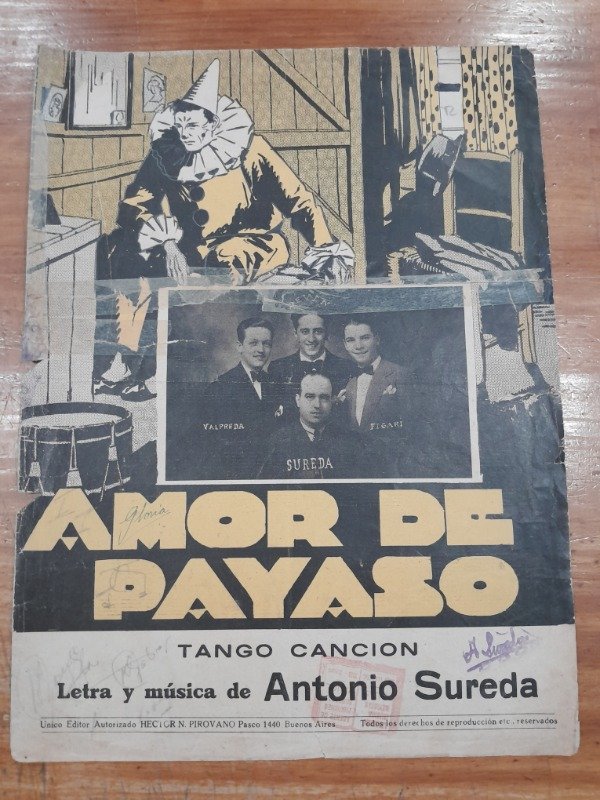 VALPREDA
FIGARI
SUREDA
AMOR DE
PAYASO
Gloria
TANGO CANCION
Letra y música de Antonio Sureda
Unico Editor Autorizado HECTOR N. PIROVANO Pasco 1440 Buenos Aires Todos los derechos de reproducción etc., reservados